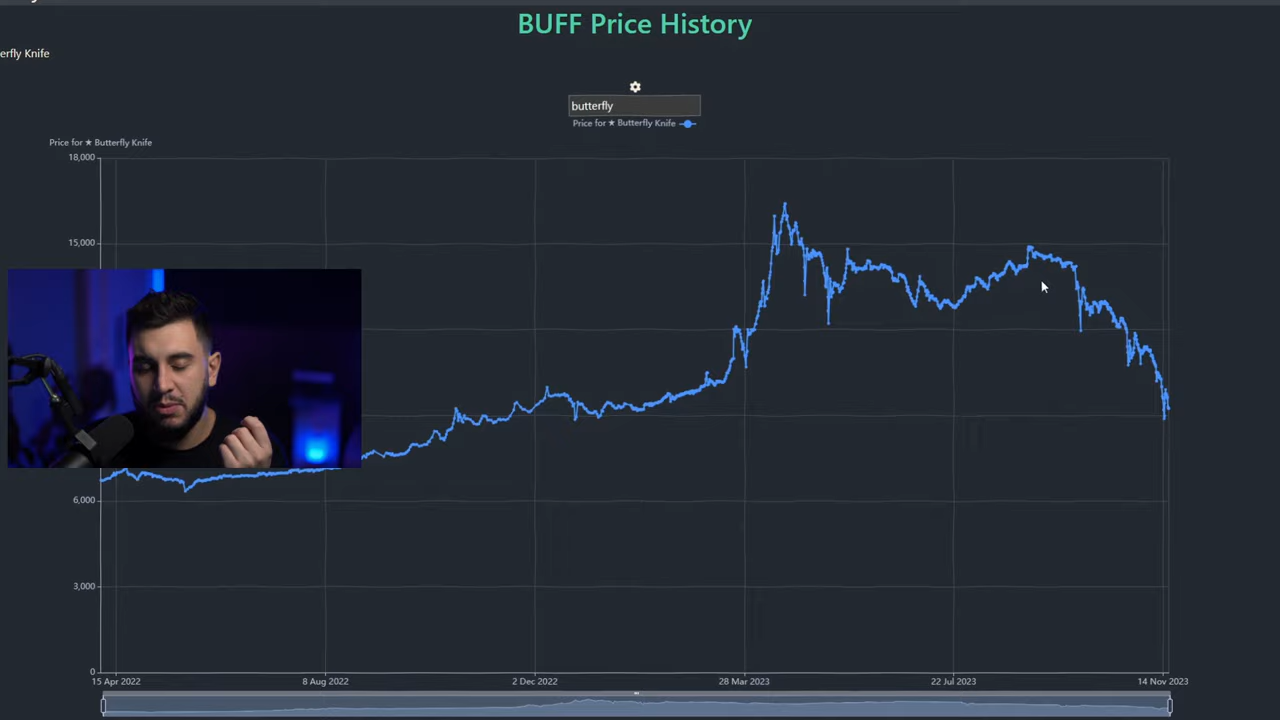 BUFF Price History
erfly Knife
butterfly
Price for ★ Butterfly Knife
Price for ★ Butterfly Knife
18,000
15,000
6,000
3,000
0
15 Apr 2022
8 Aug 2022
2 Dec 2022
28 Mar 2023
22 Jul 2023
14 Nov 2023